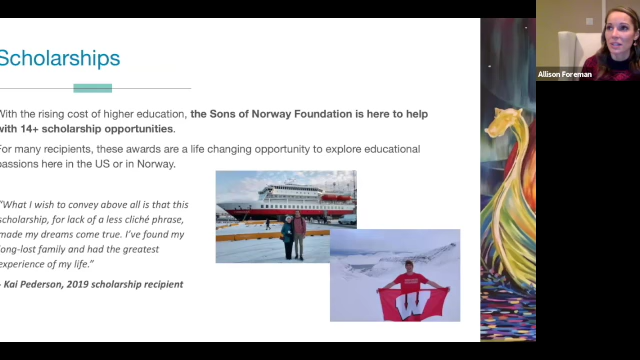 Scholarships
With the rising cost of higher education, the Sons of Norway Foundation is here to help
with 14+ scholarship opportunities.
For many recipients, these awards are a life changing opportunity to explore educational
passions here in the US or in Norway.
"What I wish to convey above all is that this
scholarship, for lack of a less cliché phrase,
made my dreams come true. I've found my
long-lost family and had the greatest
experience of my life."
- Kai Pederson, 2019 scholarship recipient
W
Allison Foreman